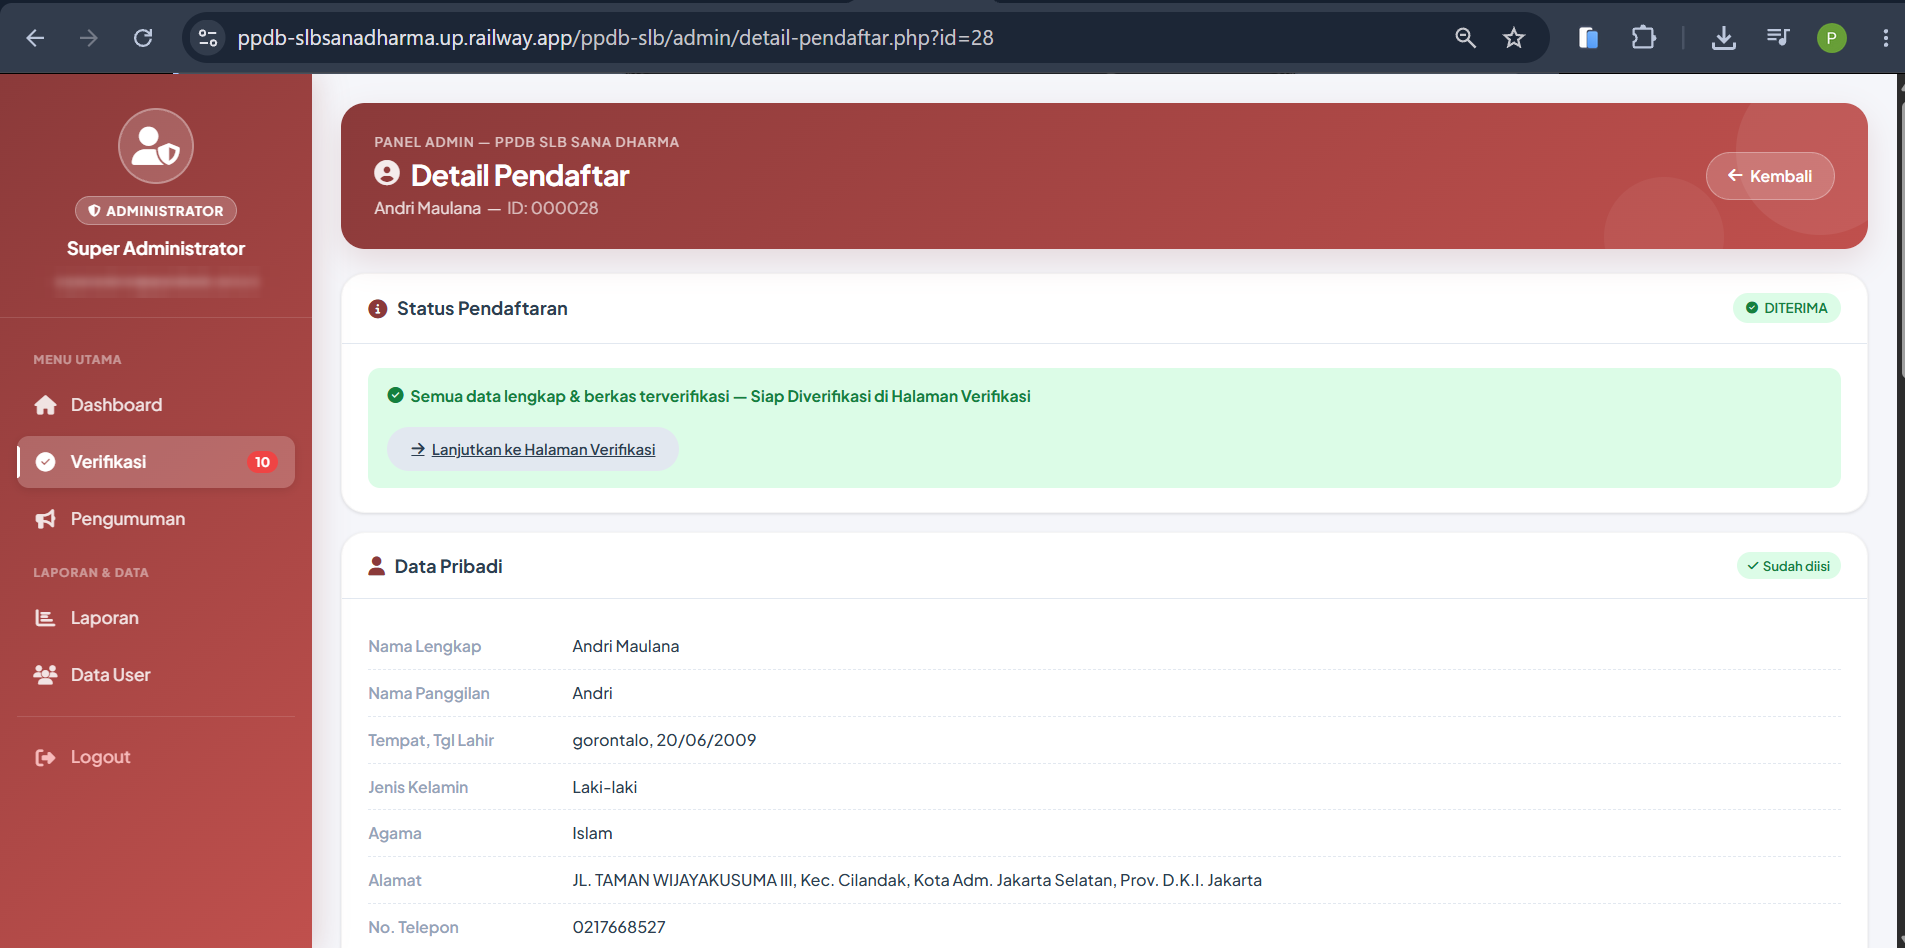 ppdb-slbsanadharma.up.railway.app/ppdb-slb/admin/detail-pendaftar.php?id=28
P
ADMINISTRATOR
Super Administrator
MENU UTAMA
Dashboard
Verifikasi 10
Pengumuman
LAPORAN & DATA
Laporan
Data User
Logout
PANEL ADMIN — PPDB SLB SANA DHARMA
Detail Pendaftar
Andri Maulana — ID: 000028
Kembali
Status Pendaftaran
DITERIMA
Semua data lengkap & berkas terverifikasi — Siap Diverifikasi di Halaman Verifikasi
Lanjutkan ke Halaman Verifikasi
Data Pribadi
Sudah diisi
Nama Lengkap Andri Maulana
Nama Panggilan Andri
Tempat, Tgl Lahir gorontalo, 20/06/2009
Jenis Kelamin Laki-laki
Agama Islam
Alamat JL. TAMAN WIJAYAKUSUMA III, Kec. Cilandak, Kota Adm. Jakarta Selatan, Prov. D.K.I. Jakarta
No. Telepon 0217668527